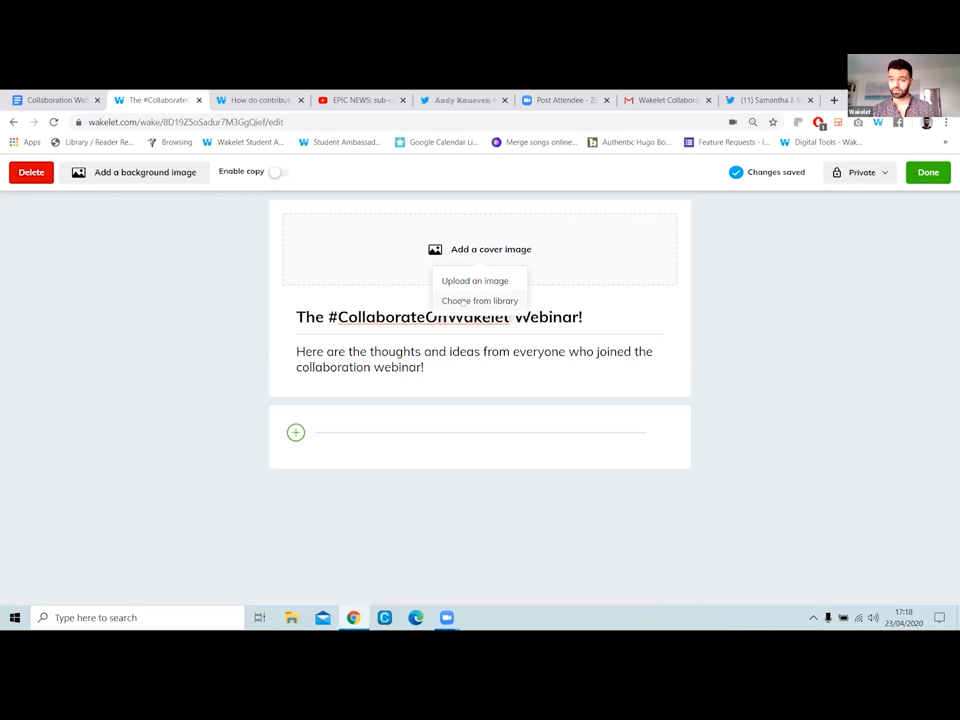 Collaboration Web
The #Collaborate
How do contribut
EPIC NEWS: sub-c
Andy Knueven
Post Attendee - Zo
Wakelet Collabora
(11) Samantha J. S
Wakelet
wakelet.com/wake/8D19Z5oSadur7M3GgQief/edit
Apps
Library / Reader Re...
Browsing
Wakelet Student A...
Student Ambassad...
Google Calendar Li...
Merge songs online...
Authentic Hugo Bo...
Feature Requests - I...
Digital Tools - Wak...
»
Delete
Add a background image
Enable copy
Changes saved
Private
Done
Add a cover image
Upload an image
Choose from library
The #CollaborateOnWakelet Webinar!
Here are the thoughts and ideas from everyone who joined the
collaboration webinar!
Type here to search
17:18
23/04/2020